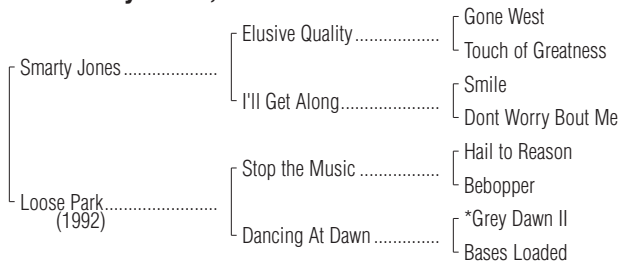 Gone West
Elusive Quality..................
Touch of Greatness
Smarty Jones....................
Smile
I'll Get Along.....................
Dont Worry Bout Me
Hail to Reason
Stop the Music .................
Bebopper
Loose Park........................
(1992)
*Grey Dawn II
Dancing At Dawn ..............
Bases Loaded